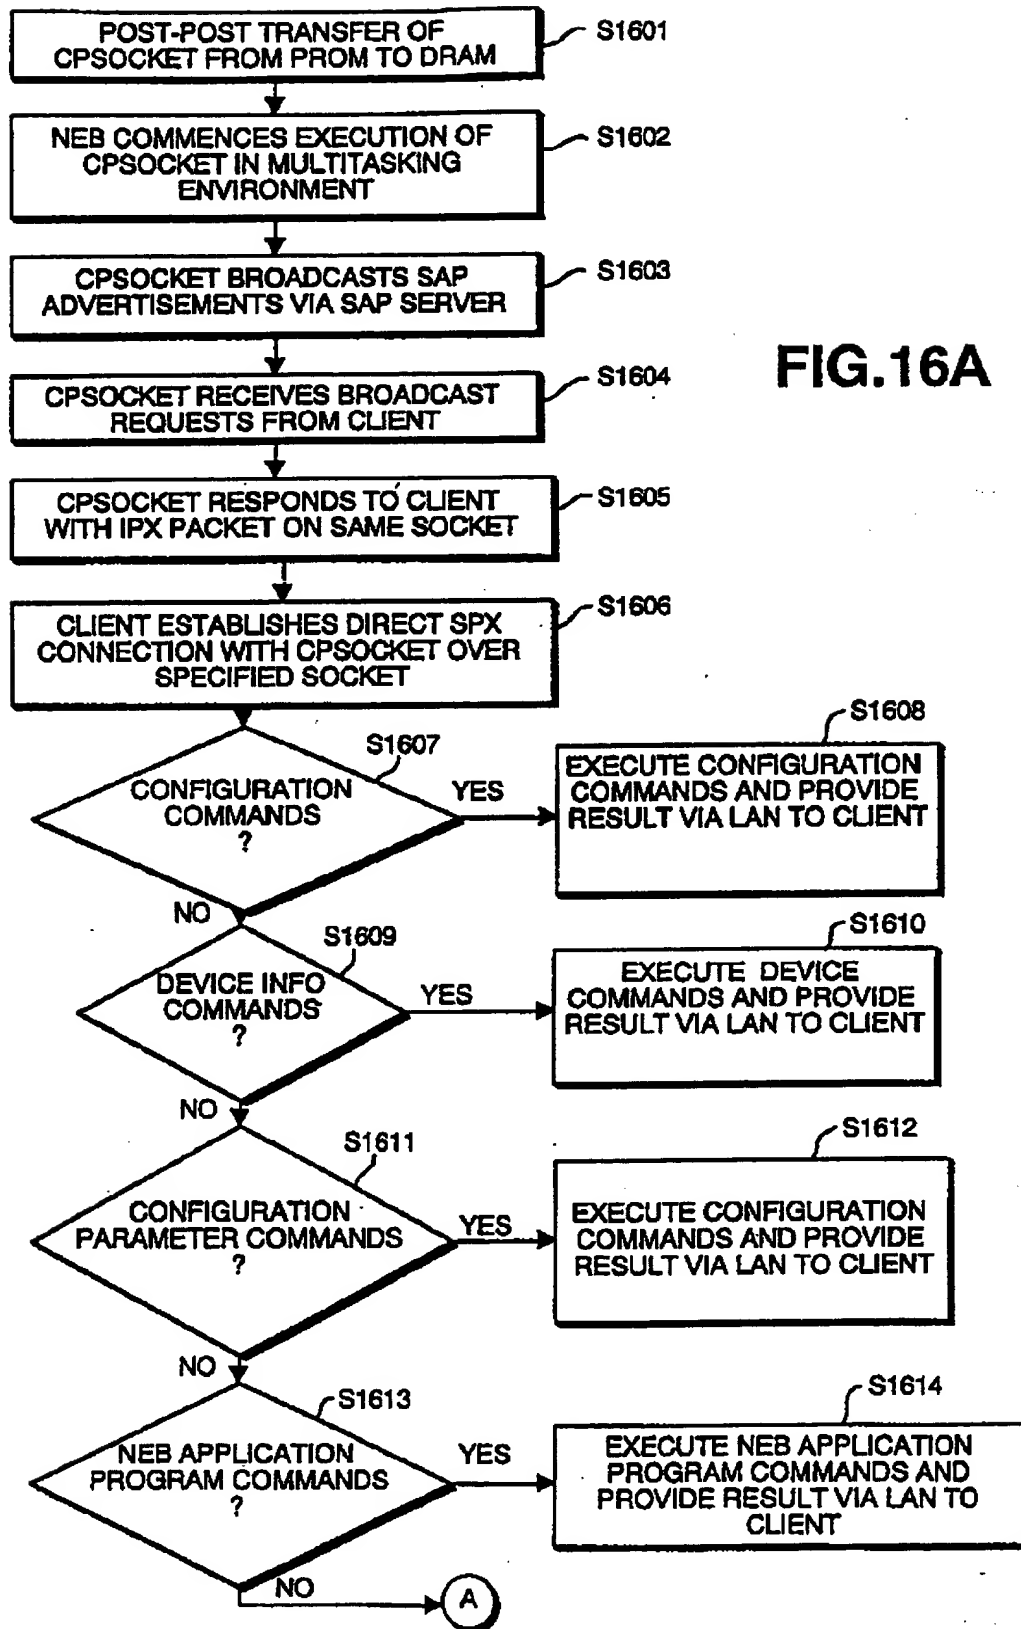 POST-POST TRANSFER OF
CPSOCKET FROM PROM TO DRAM
S1601
NEB COMMENCES EXECUTION OF
CPSOCKET IN MULTITASKING
ENVIRONMENT
S1602
CPSOCKET BROADCASTS SAP
ADVERTISEMENTS VIA SAP SERVER
S1603
FIG.16A
CPSOCKET RECEIVES BROADCAST
REQUESTS FROM CLIENT
S1604
CPSOCKET RESPONDS TO CLIENT
WITH IPX PACKET ON SAME SOCKET
S1605
CLIENT ESTABLISHES DIRECT SPX
CONNECTION WITH CPSOCKET OVER
SPECIFIED SOCKET
S1606
CONFIGURATION
COMMANDS
?
S1607
YES
NO
EXECUTE CONFIGURATION
COMMANDS AND PROVIDE
RESULT VIA LAN TO CLIENT
S1608
DEVICE INFO
COMMANDS
?
S1609
YES
NO
EXECUTE DEVICE
COMMANDS AND PROVIDE
RESULT VIA LAN TO CLIENT
S1610
CONFIGURATION
PARAMETER COMMANDS
?
S1611
YES
NO
EXECUTE CONFIGURATION
COMMANDS AND PROVIDE
RESULT VIA LAN TO CLIENT
S1612
NEB APPLICATION
PROGRAM COMMANDS
?
S1613
YES
NO
EXECUTE NEB APPLICATION
PROGRAM COMMANDS AND
PROVIDE RESULT VIA LAN TO
CLIENT
S1614
A